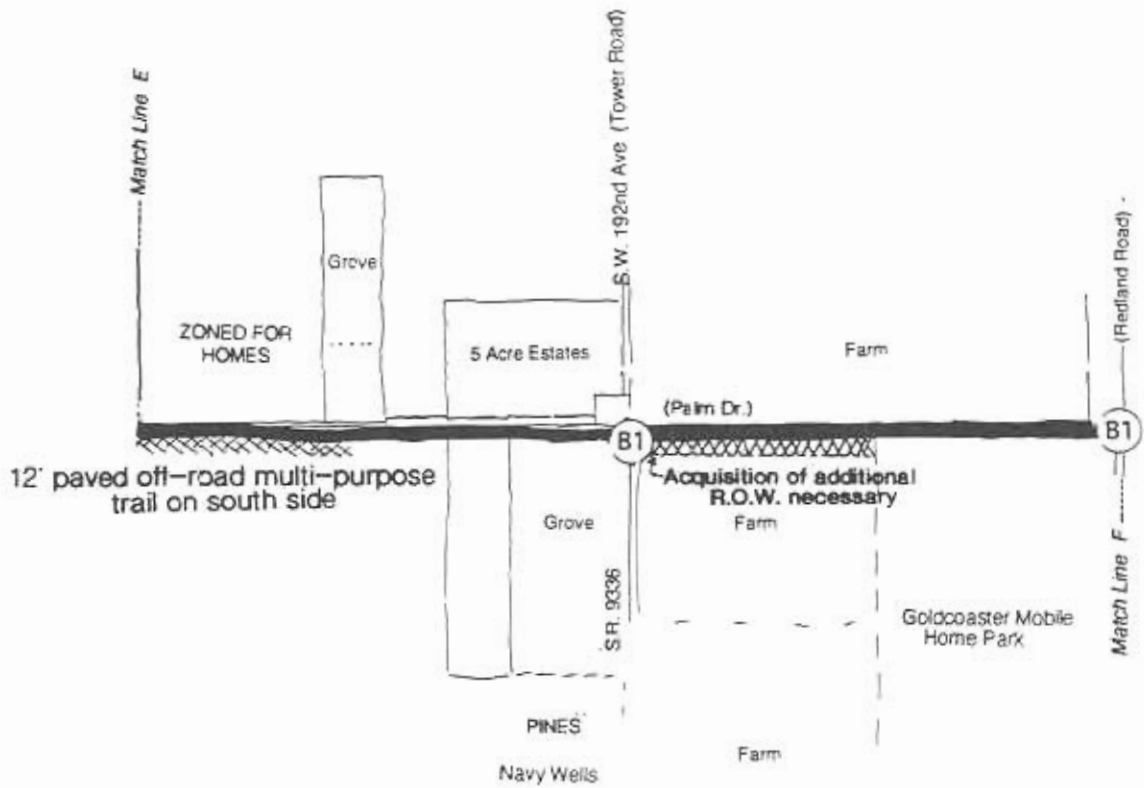 Match Line E
S.W. 192nd Ave (Tower Road)
(Redland Road)
Grove
ZONED FOR
HOMES
5 Acre Estates
Farm
(Palm Dr.)
B1
B1
12' paved off-road multi-purpose
trail on south side
Acquisition of additional
R.O.W. necessary
Grove
Farm
S.R. 9336
Goldcoaster Mobile
Home Park
Match Line F
PINES
Navy Wells
Farm